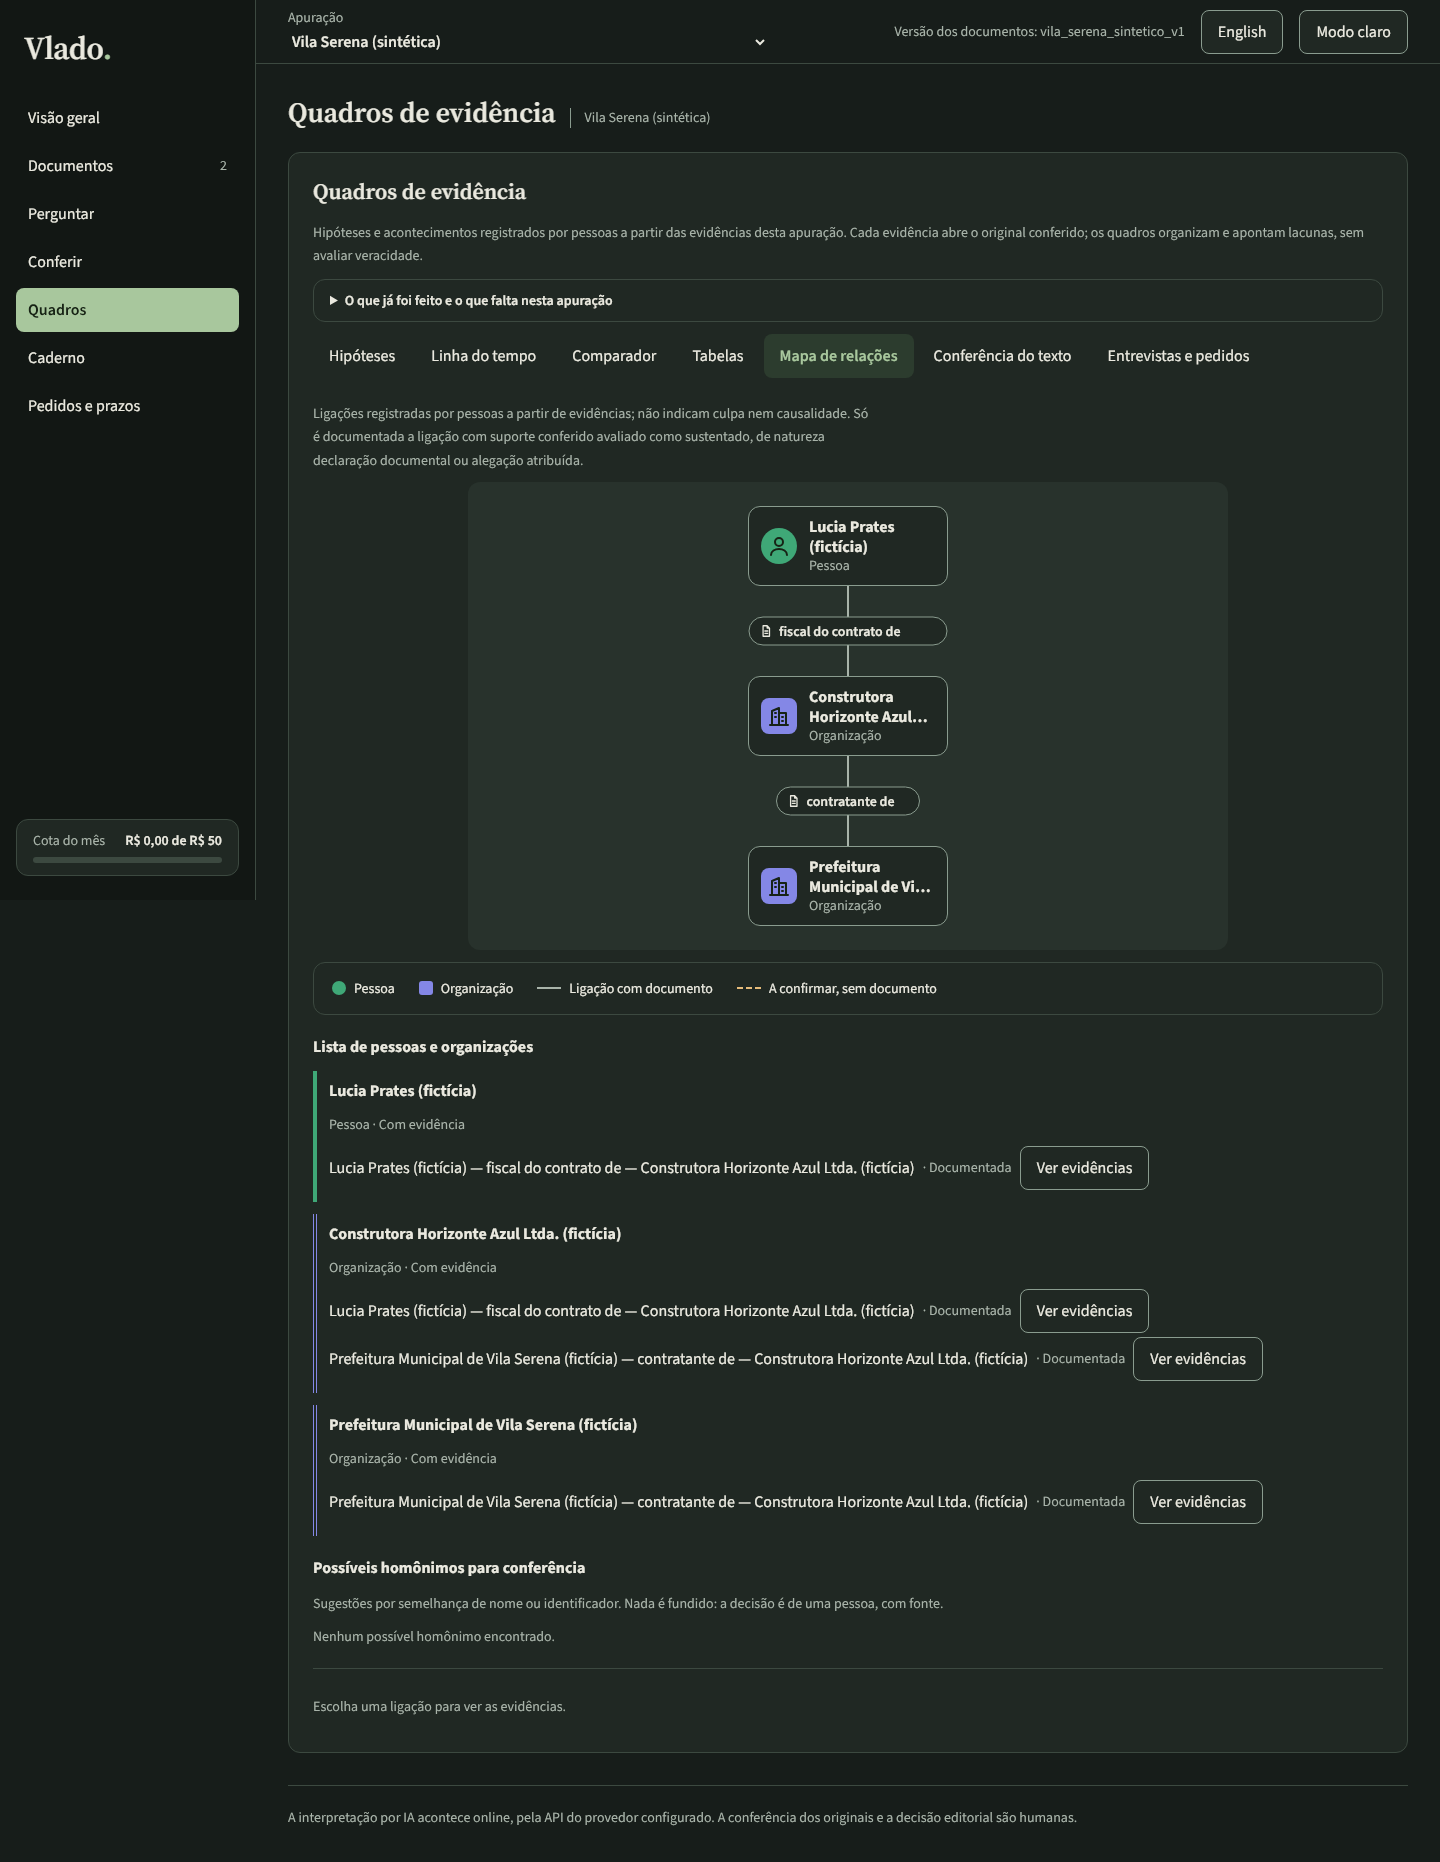 Vlado.
Visão geral
Documentos 2
Perguntar
Conferir
Quadros
Caderno
Pedidos e prazos
Cota do mês R$ 0,00 de R$ 50
Apuração
Vila Serena (sintética)
Versão dos documentos: vila_serena_sintetico_v1
English
Modo claro
Quadros de evidência
Vila Serena (sintética)
Quadros de evidência
Hipóteses e acontecimentos registrados por pessoas a partir das evidências desta apuração. Cada evidência abre o original conferido; os quadros organizam e apontam lacunas, sem
avaliar veracidade.
O que já foi feito e o que falta nesta apuração
Hipóteses Linha do tempo Comparador Tabelas Mapa de relações Conferência do texto Entrevistas e pedidos
Ligações registradas por pessoas a partir de evidências; não indicam culpa nem causalidade. Só
é documentada a ligação com suporte conferido avaliado como sustentado, de natureza
declaração documental ou alegação atribuída.
Lucia Prates
(fictícia)
Pessoa
fiscal do contrato de
Construtora
Horizonte Azul...
Organização
contratante de
Prefeitura
Municipal de Vi...
Organização
Pessoa Organização Ligação com documento A confirmar, sem documento
Lista de pessoas e organizações
Lucia Prates (fictícia)
Pessoa · Com evidência
Lucia Prates (fictícia) — fiscal do contrato de — Construtora Horizonte Azul Ltda. (fictícia) · Documentada Ver evidências
Construtora Horizonte Azul Ltda. (fictícia)
Organização · Com evidência
Lucia Prates (fictícia) — fiscal do contrato de — Construtora Horizonte Azul Ltda. (fictícia) · Documentada Ver evidências
Prefeitura Municipal de Vila Serena (fictícia) — contratante de — Construtora Horizonte Azul Ltda. (fictícia) · Documentada Ver evidências
Prefeitura Municipal de Vila Serena (fictícia)
Organização · Com evidência
Prefeitura Municipal de Vila Serena (fictícia) — contratante de — Construtora Horizonte Azul Ltda. (fictícia) · Documentada Ver evidências
Possíveis homônimos para conferência
Sugestões por semelhança de nome ou identificador. Nada é fundido: a decisão é de uma pessoa, com fonte.
Nenhum possível homônimo encontrado.
Escolha uma ligação para ver as evidências.
A interpretação por IA acontece online, pela API do provedor configurado. A conferência dos originais e a decisão editorial são humanas.